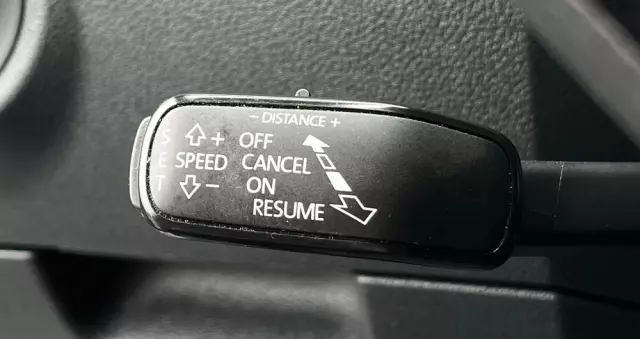 - DISTANCE +
S + OFF
E SPEED CANCEL
T - ON
RESUME